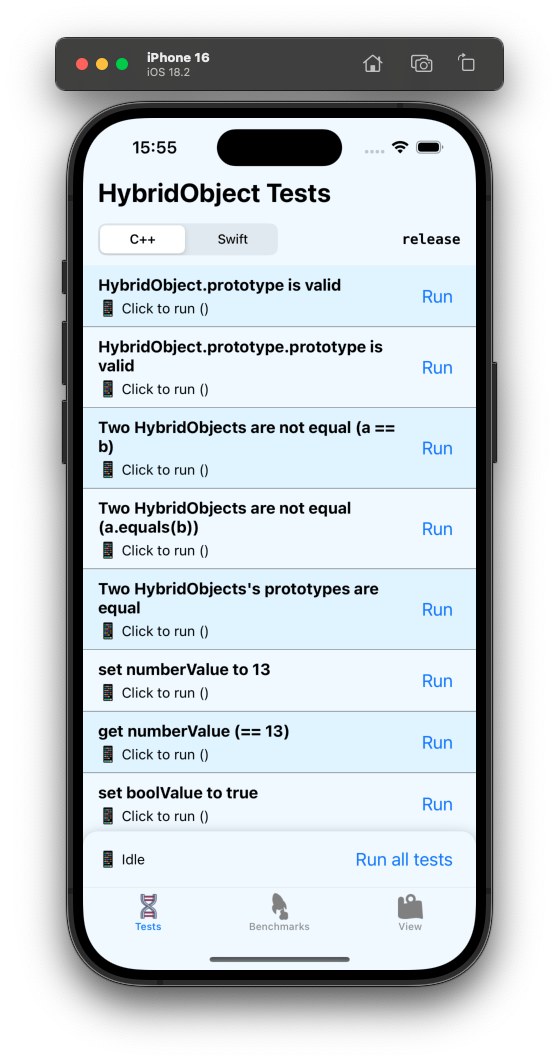 iPhone 16
iOS 18.2
15:55
HybridObject Tests
C++
Swift
release
HybridObject.prototype is valid
Click to run ()
Run
HybridObject.prototype.prototype is
valid
Click to run ()
Run
Two HybridObjects are not equal (a ==
b)
Click to run ()
Run
Two HybridObjects are not equal
(a.equals(b))
Click to run ()
Run
Two HybridObjects's prototypes are
equal
Click to run ()
Run
set numberValue to 13
Click to run ()
Run
get numberValue (== 13)
Click to run ()
Run
set boolValue to true
Click to run ()
Run
Idle
Run all tests
Tests
Benchmarks
View